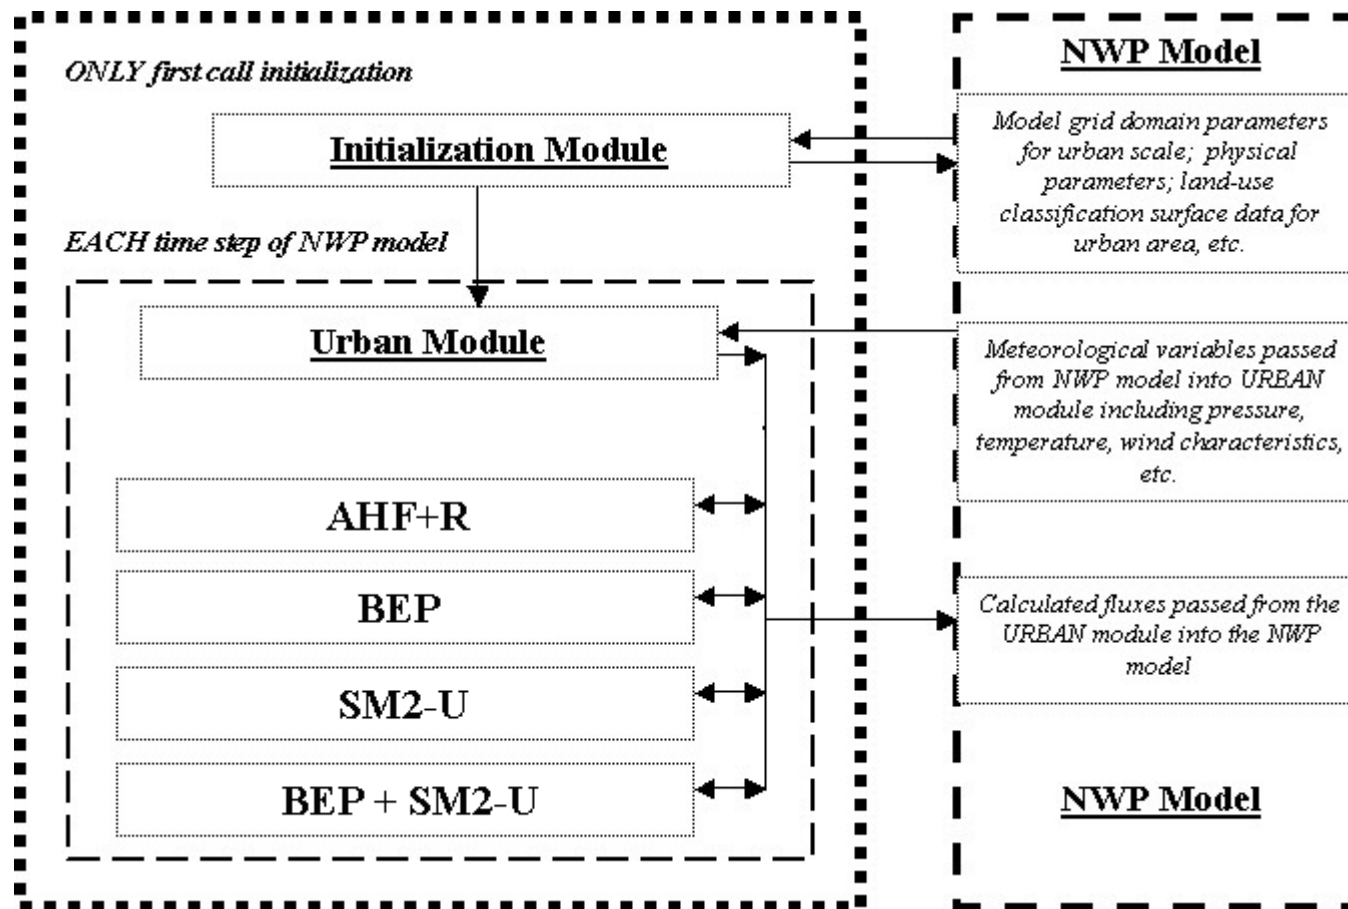 ONLY first call initialization
Initialization Module
EACH time step of NWP model
Urban Module
AHF+R
BEP
SM2-U
BEP + SM2-U
NWP Model
Model grid domain parameters
for urban scale; physical
parameters; land-use
classification surface data for
urban area, etc.
Meteorological variables passed
from NWP model into URBAN
module including pressure,
temperature, wind characteristics,
etc.
Calculated fluxes passed from the
URBAN module into the NWP
model
NWP Model